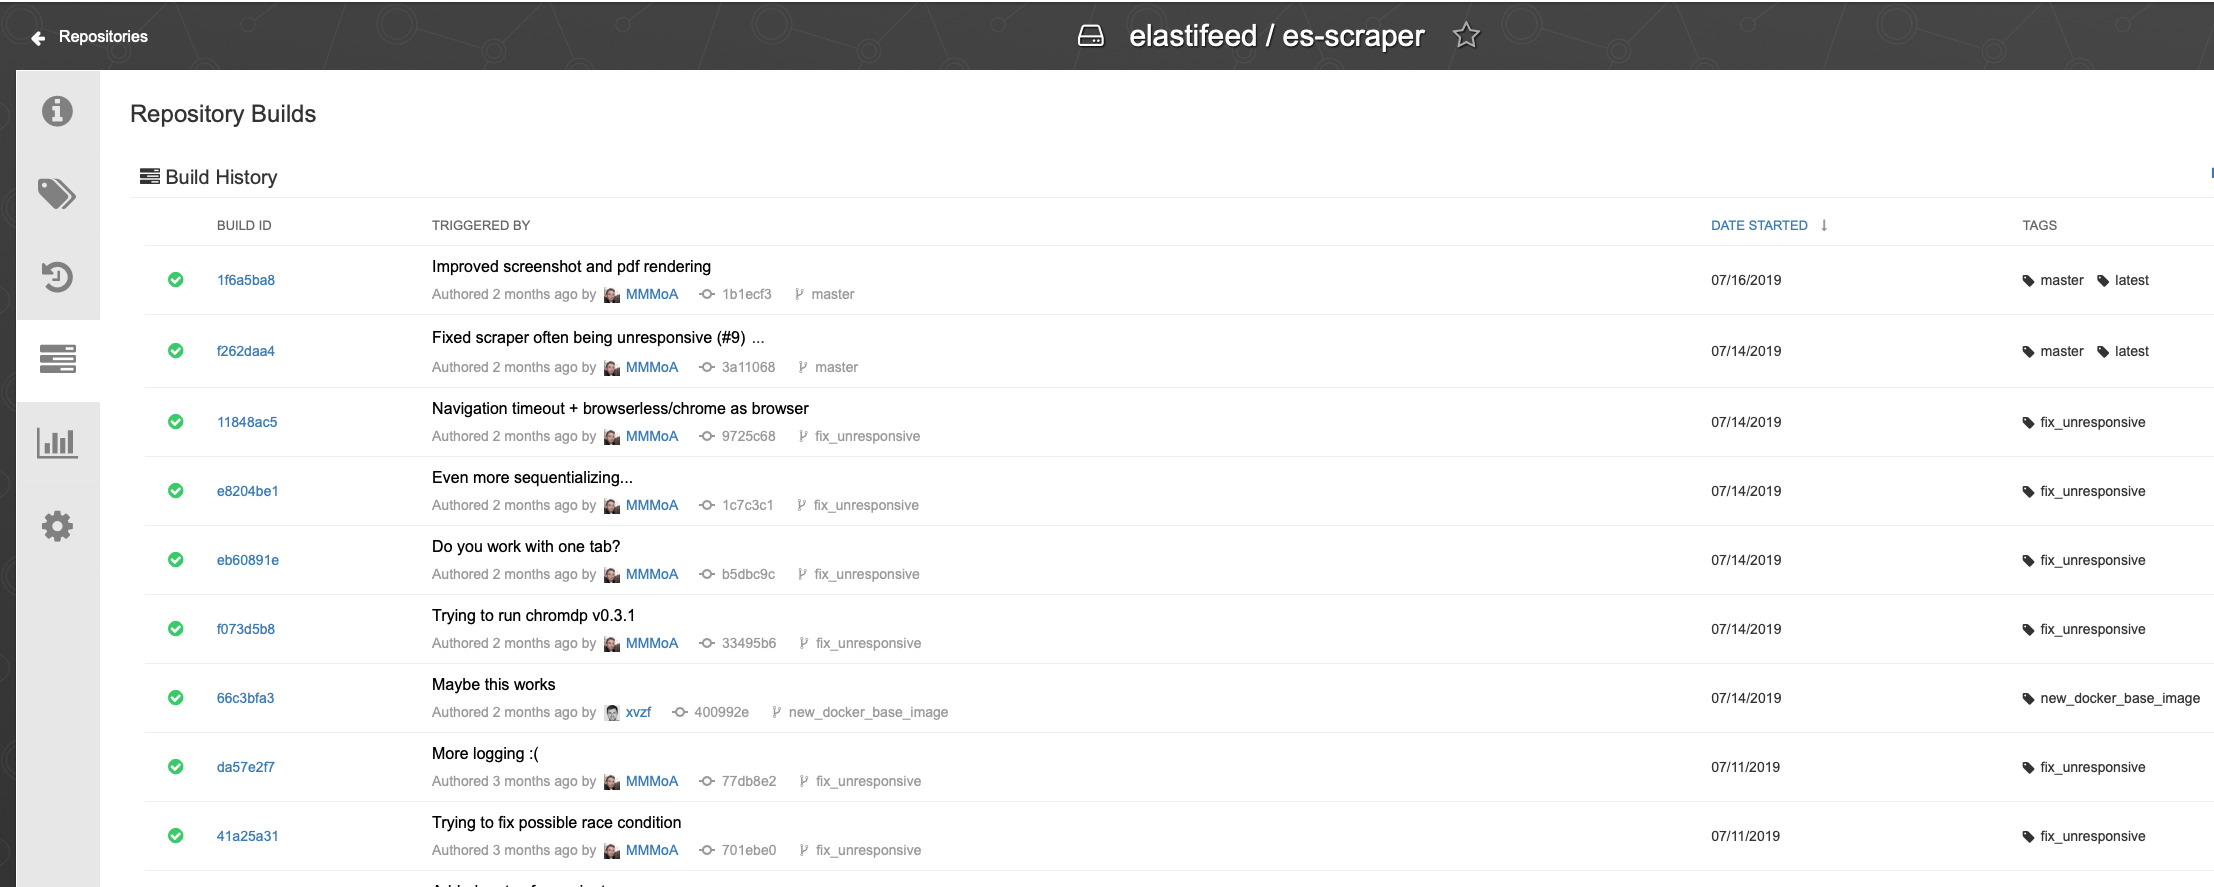 Repositories
elastifeed / es-scraper
Repository Builds
Build History
BUILD ID TRIGGERED BY DATE STARTED ↓ TAGS
Improved screenshot and pdf rendering
1f6a5ba8 07/16/2019 master latest
Authored 2 months ago by MMMoA 1b1ecf3 master
Fixed scraper often being unresponsive (#9) ...
f262daa4 07/14/2019 master latest
Authored 2 months ago by MMMoA 3a11068 master
Navigation timeout + browserless/chrome as browser
11848ac5 07/14/2019 fix_unresponsive
Authored 2 months ago by MMMoA 9725c68 fix_unresponsive
Even more sequentializing...
e8204be1 07/14/2019 fix_unresponsive
Authored 2 months ago by MMMoA 1c7c3c1 fix_unresponsive
Do you work with one tab?
eb60891e 07/14/2019 fix_unresponsive
Authored 2 months ago by MMMoA b5dbc9c fix_unresponsive
Trying to run chromdp v0.3.1
f073d5b8 07/14/2019 fix_unresponsive
Authored 2 months ago by MMMoA 33495b6 fix_unresponsive
Maybe this works
66c3bfa3 07/14/2019 new_docker_base_image
Authored 2 months ago by xvzf 400992e new_docker_base_image
More logging :(
da57e2f7 07/11/2019 fix_unresponsive
Authored 3 months ago by MMMoA 77db8e2 fix_unresponsive
Trying to fix possible race condition
41a25a31 07/11/2019 fix_unresponsive
Authored 3 months ago by MMMoA 701ebe0 fix_unresponsive